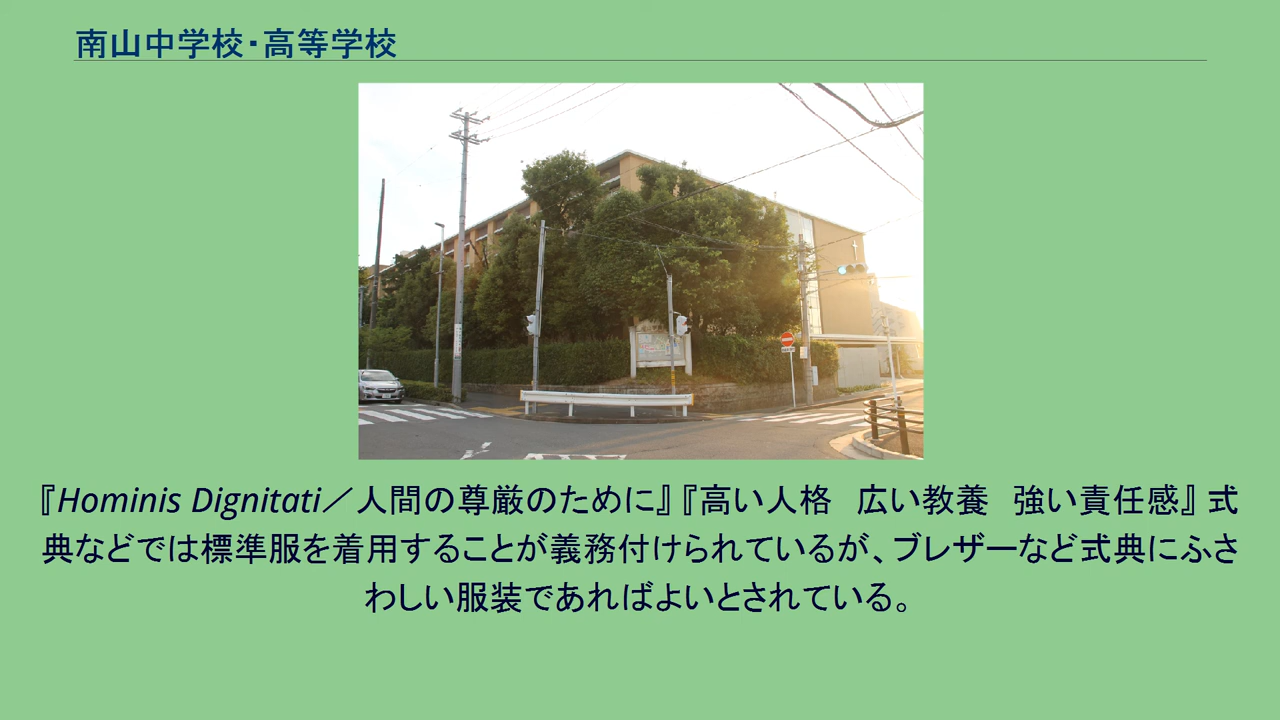 南山中学校・高等学校
『Hominis Dignitati／人間の尊厳のために』『高い人格　広い教養　強い責任感』式
典などでは標準服を着用することが義務付けられているが、ブレザーなど式典にふさ
わしい服装であればよいとされている。